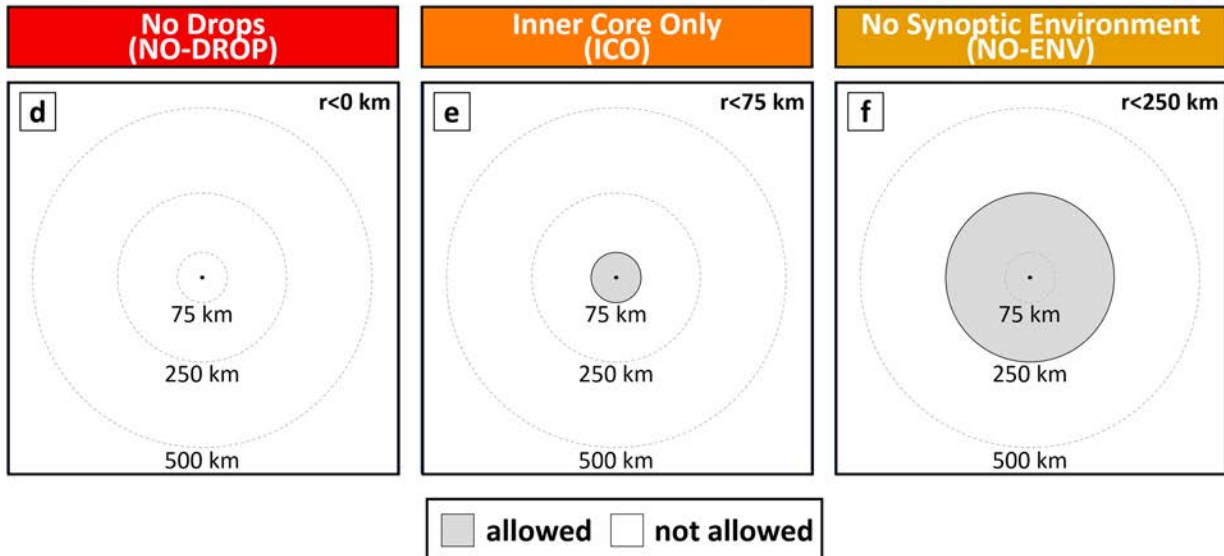 No Drops
(NO-DROP)
Inner Core Only
(ICO)
No Synoptic Environment
(NO-ENV)
d
r<0 km
75 km
250 km
500 km
e
r<75 km
75 km
250 km
500 km
f
r<250 km
75 km
250 km
500 km
allowed
not allowed